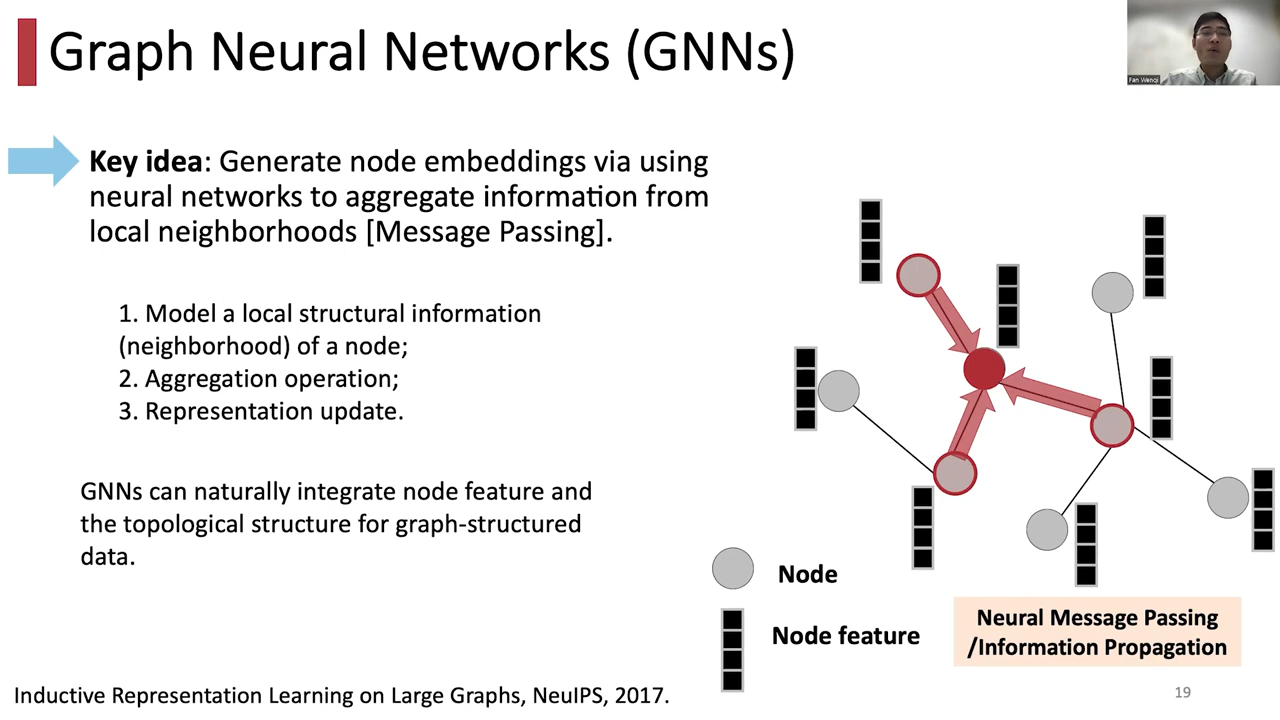 Graph Neural Networks (GNNs)
Fan Wenqi
Key idea: Generate node embeddings via using
neural networks to aggregate information from
local neighborhoods [Message Passing].
1. Model a local structural information
(neighborhood) of a node;
2. Aggregation operation;
3. Representation update.
GNNs can naturally integrate node feature and
the topological structure for graph-structured
data.
Node
Node feature
Neural Message Passing
/Information Propagation
Inductive Representation Learning on Large Graphs, NeuIPS, 2017.
19